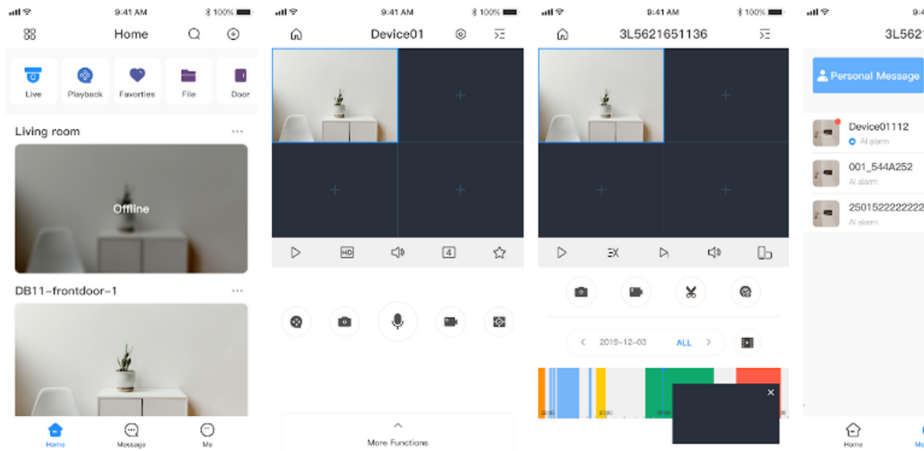 9:41 AM
100%
Home
Live
Playback
Favorties
File
Door
Living room
Offline
DB11-frontdoor-1
Home
Message
Me
9:41 AM
100%
Device01
HD
4
More Functions
9:41 AM
100%
3L5621651136
2019-12-03
ALL
3L5621
Personal Message
Device01112
AI alarm
001_544A252
AI alarm
2501522222222
AI alarm
Home